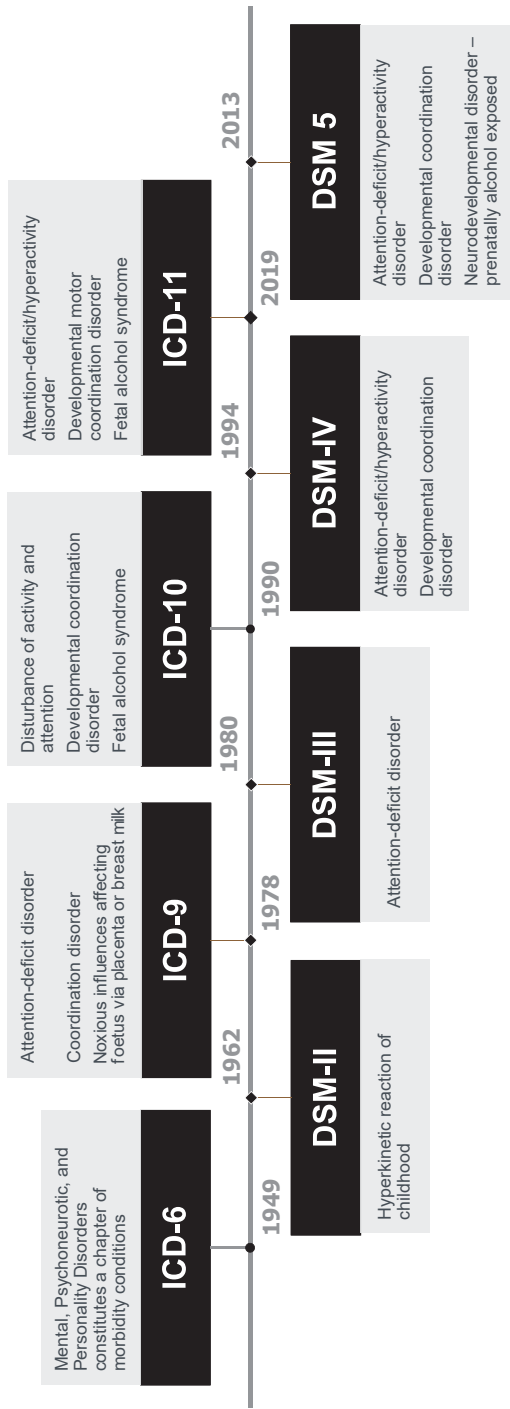 Mental, Psychoneurotic, and
Personality Disorders
constitutes a chapter of
morbidity conditions
ICD-6
1949
Attention-deficit disorder
Coordination disorder
Noxious influences affecting
foetus via placenta or breast milk
ICD-9
1978
Disturbance of activity and
attention
Developmental coordination
disorder
Fetal alcohol syndrome
ICD-10
1990
Attention-deficit/hyperactivity
disorder
Developmental motor
coordination disorder
Fetal alcohol syndrome
ICD-11
2019
1962
DSM-II
Hyperkinetic reaction of
childhood
1980
DSM-III
Attention-deficit disorder
1994
DSM-IV
Attention-deficit/hyperactivity
disorder
Developmental coordination
disorder
2013
DSM 5
Attention-deficit/hyperactivity
disorder
Developmental coordination
disorder
Neurodevelopmental disorder –
prenatally alcohol exposed